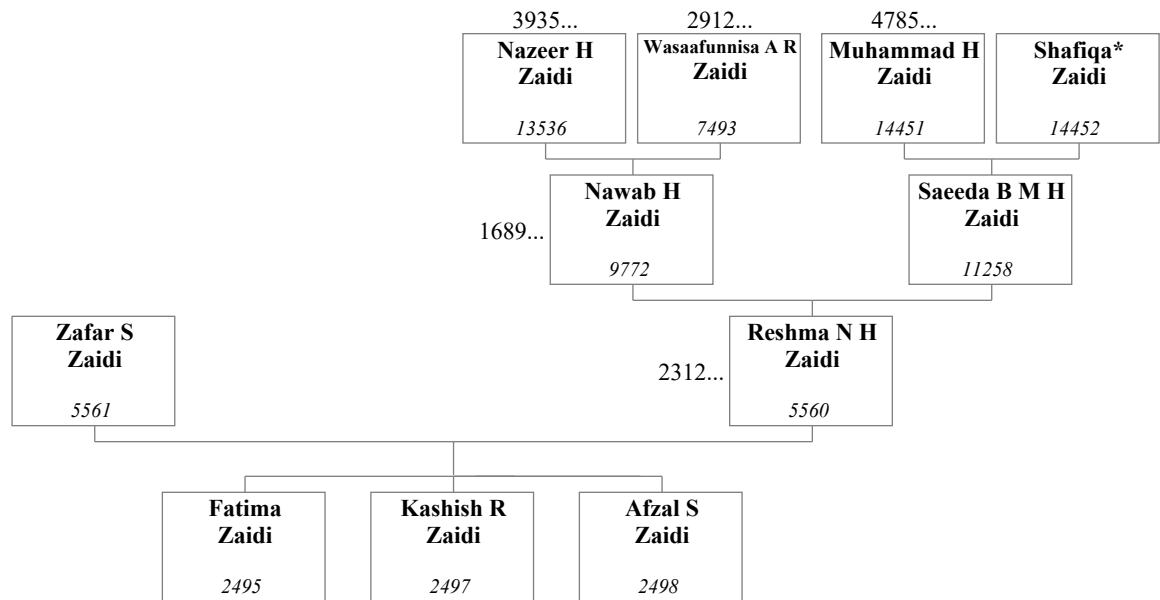 3935... 2912... 4785...
Nazeer H Wasaafunnisa A R Muhammad H Shafiqa*
Zaidi Zaidi Zaidi Zaidi
13536 7493 14451 14452
Nawab H Saeeda B M H
Zaidi Zaidi
1689...
9772 11258
Zafar S Reshma N H
Zaidi Zaidi
2312...
5561 5560
Fatima Kashish R Afzal S
Zaidi Zaidi Zaidi
2495 2497 2498